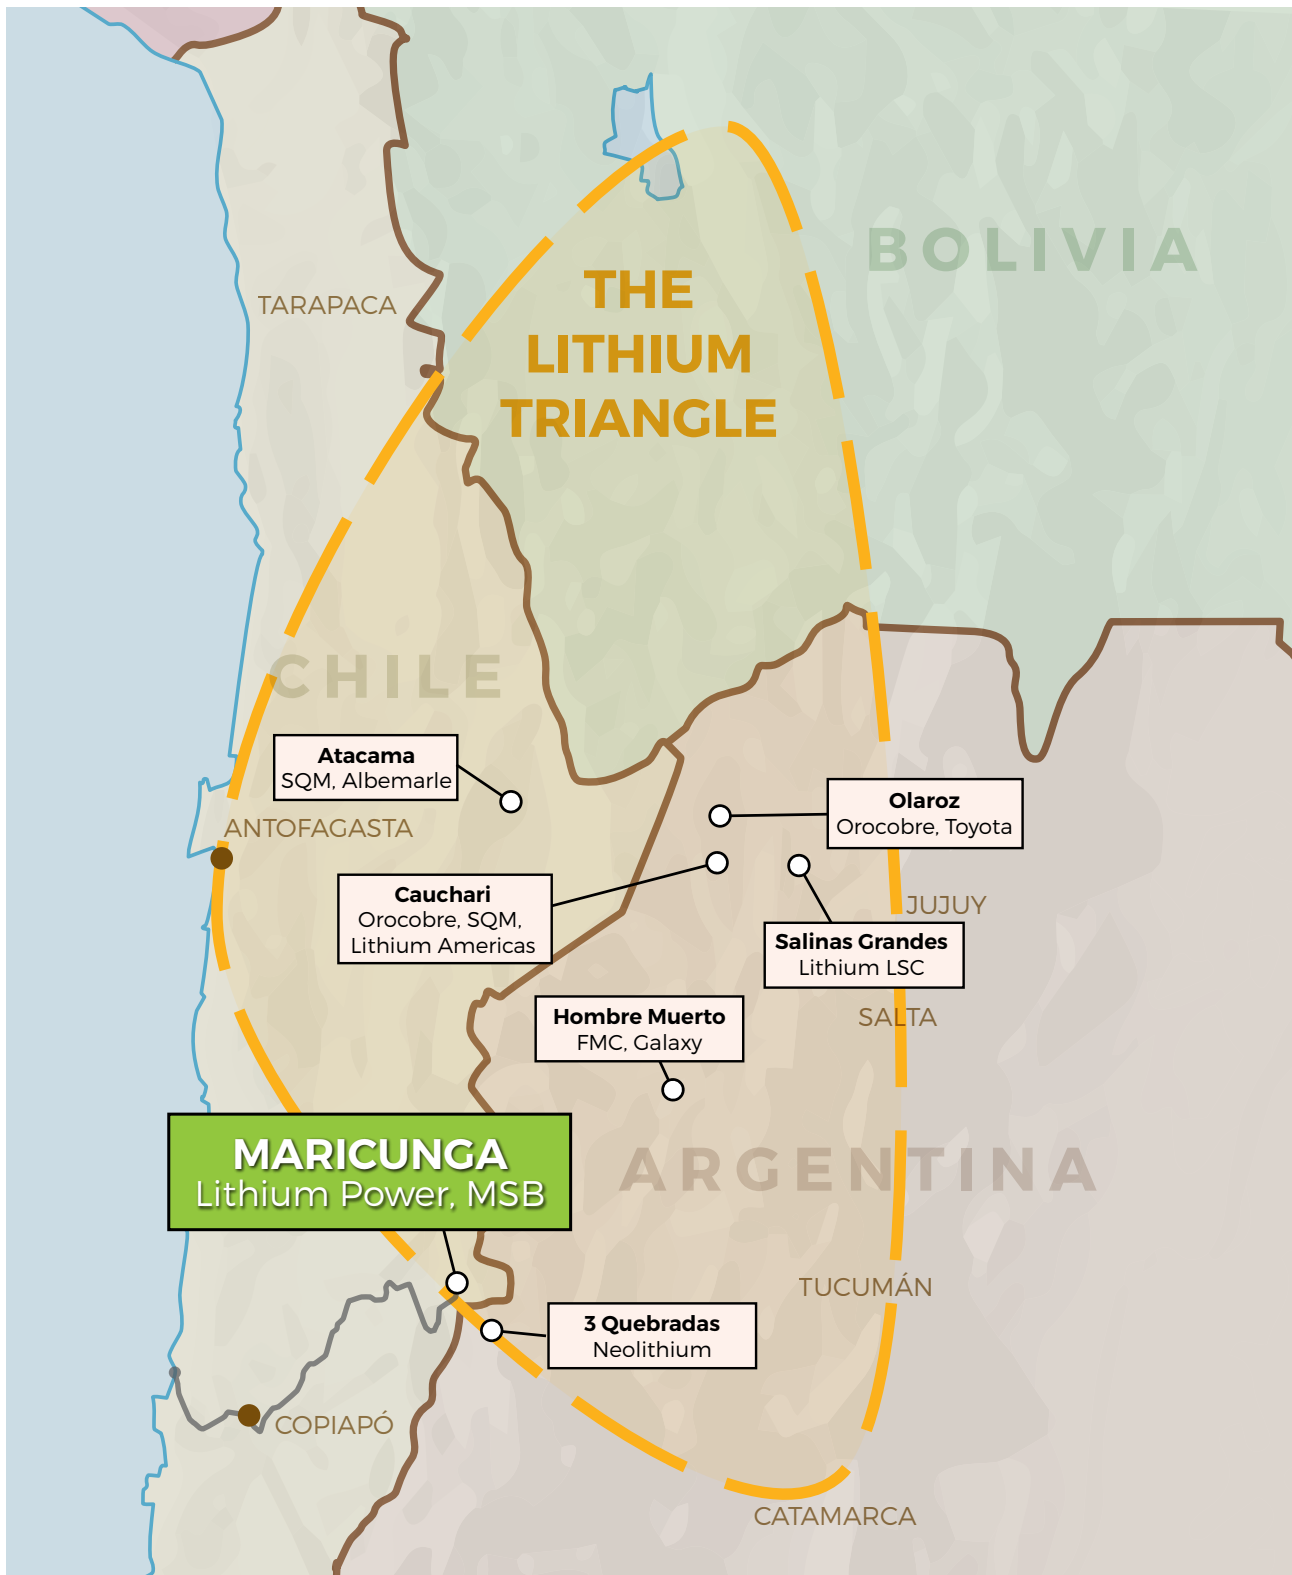 BOLIVIA
THE
LITHIUM
TRIANGLE
TARAPACA
CHILE
Atacama
SQM, Albemarle
ANTOFAGASTA
Olaroz
Orocobre, Toyota
Cauchari
Orocobre, SQM,
Lithium Americas
JUJUY
Salinas Grandes
Lithium LSC
SALTA
Hombre Muerto
FMC, Galaxy
MARICUNGA
Lithium Power, MSB
ARGENTINA
TUCUMÁN
3 Quebradas
Neolithium
COPIAPÓ
CATAMARCA